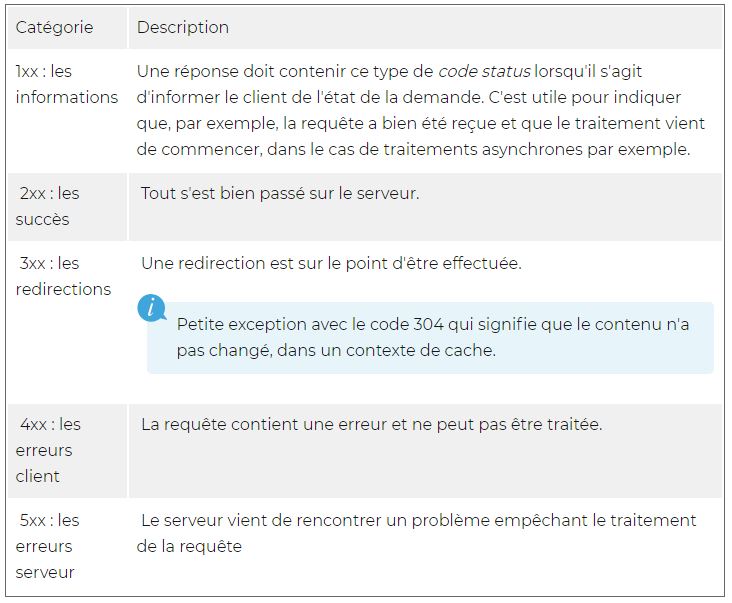 Catégorie Description
1xx : les Une réponse doit contenir ce type de code status lorsqu'il s'agit
informations d'informer le client de l'état de la demande. C'est utile pour indiquer
que, par exemple, la requête a bien été reçue et que le traitement vient
de commencer, dans le cas de traitements asynchrones par exemple.
2xx : les Tout s'est bien passé sur le serveur.
succès
3xx : les Une redirection est sur le point d'être effectuée.
redirections
i
Petite exception avec le code 304 qui signifie que le contenu n'a
pas changé, dans un contexte de cache.
4xx : les La requête contient une erreur et ne peut pas être traitée.
erreurs
client
5xx : les Le serveur vient de rencontrer un problème empêchant le traitement
erreurs de la requête
serveur